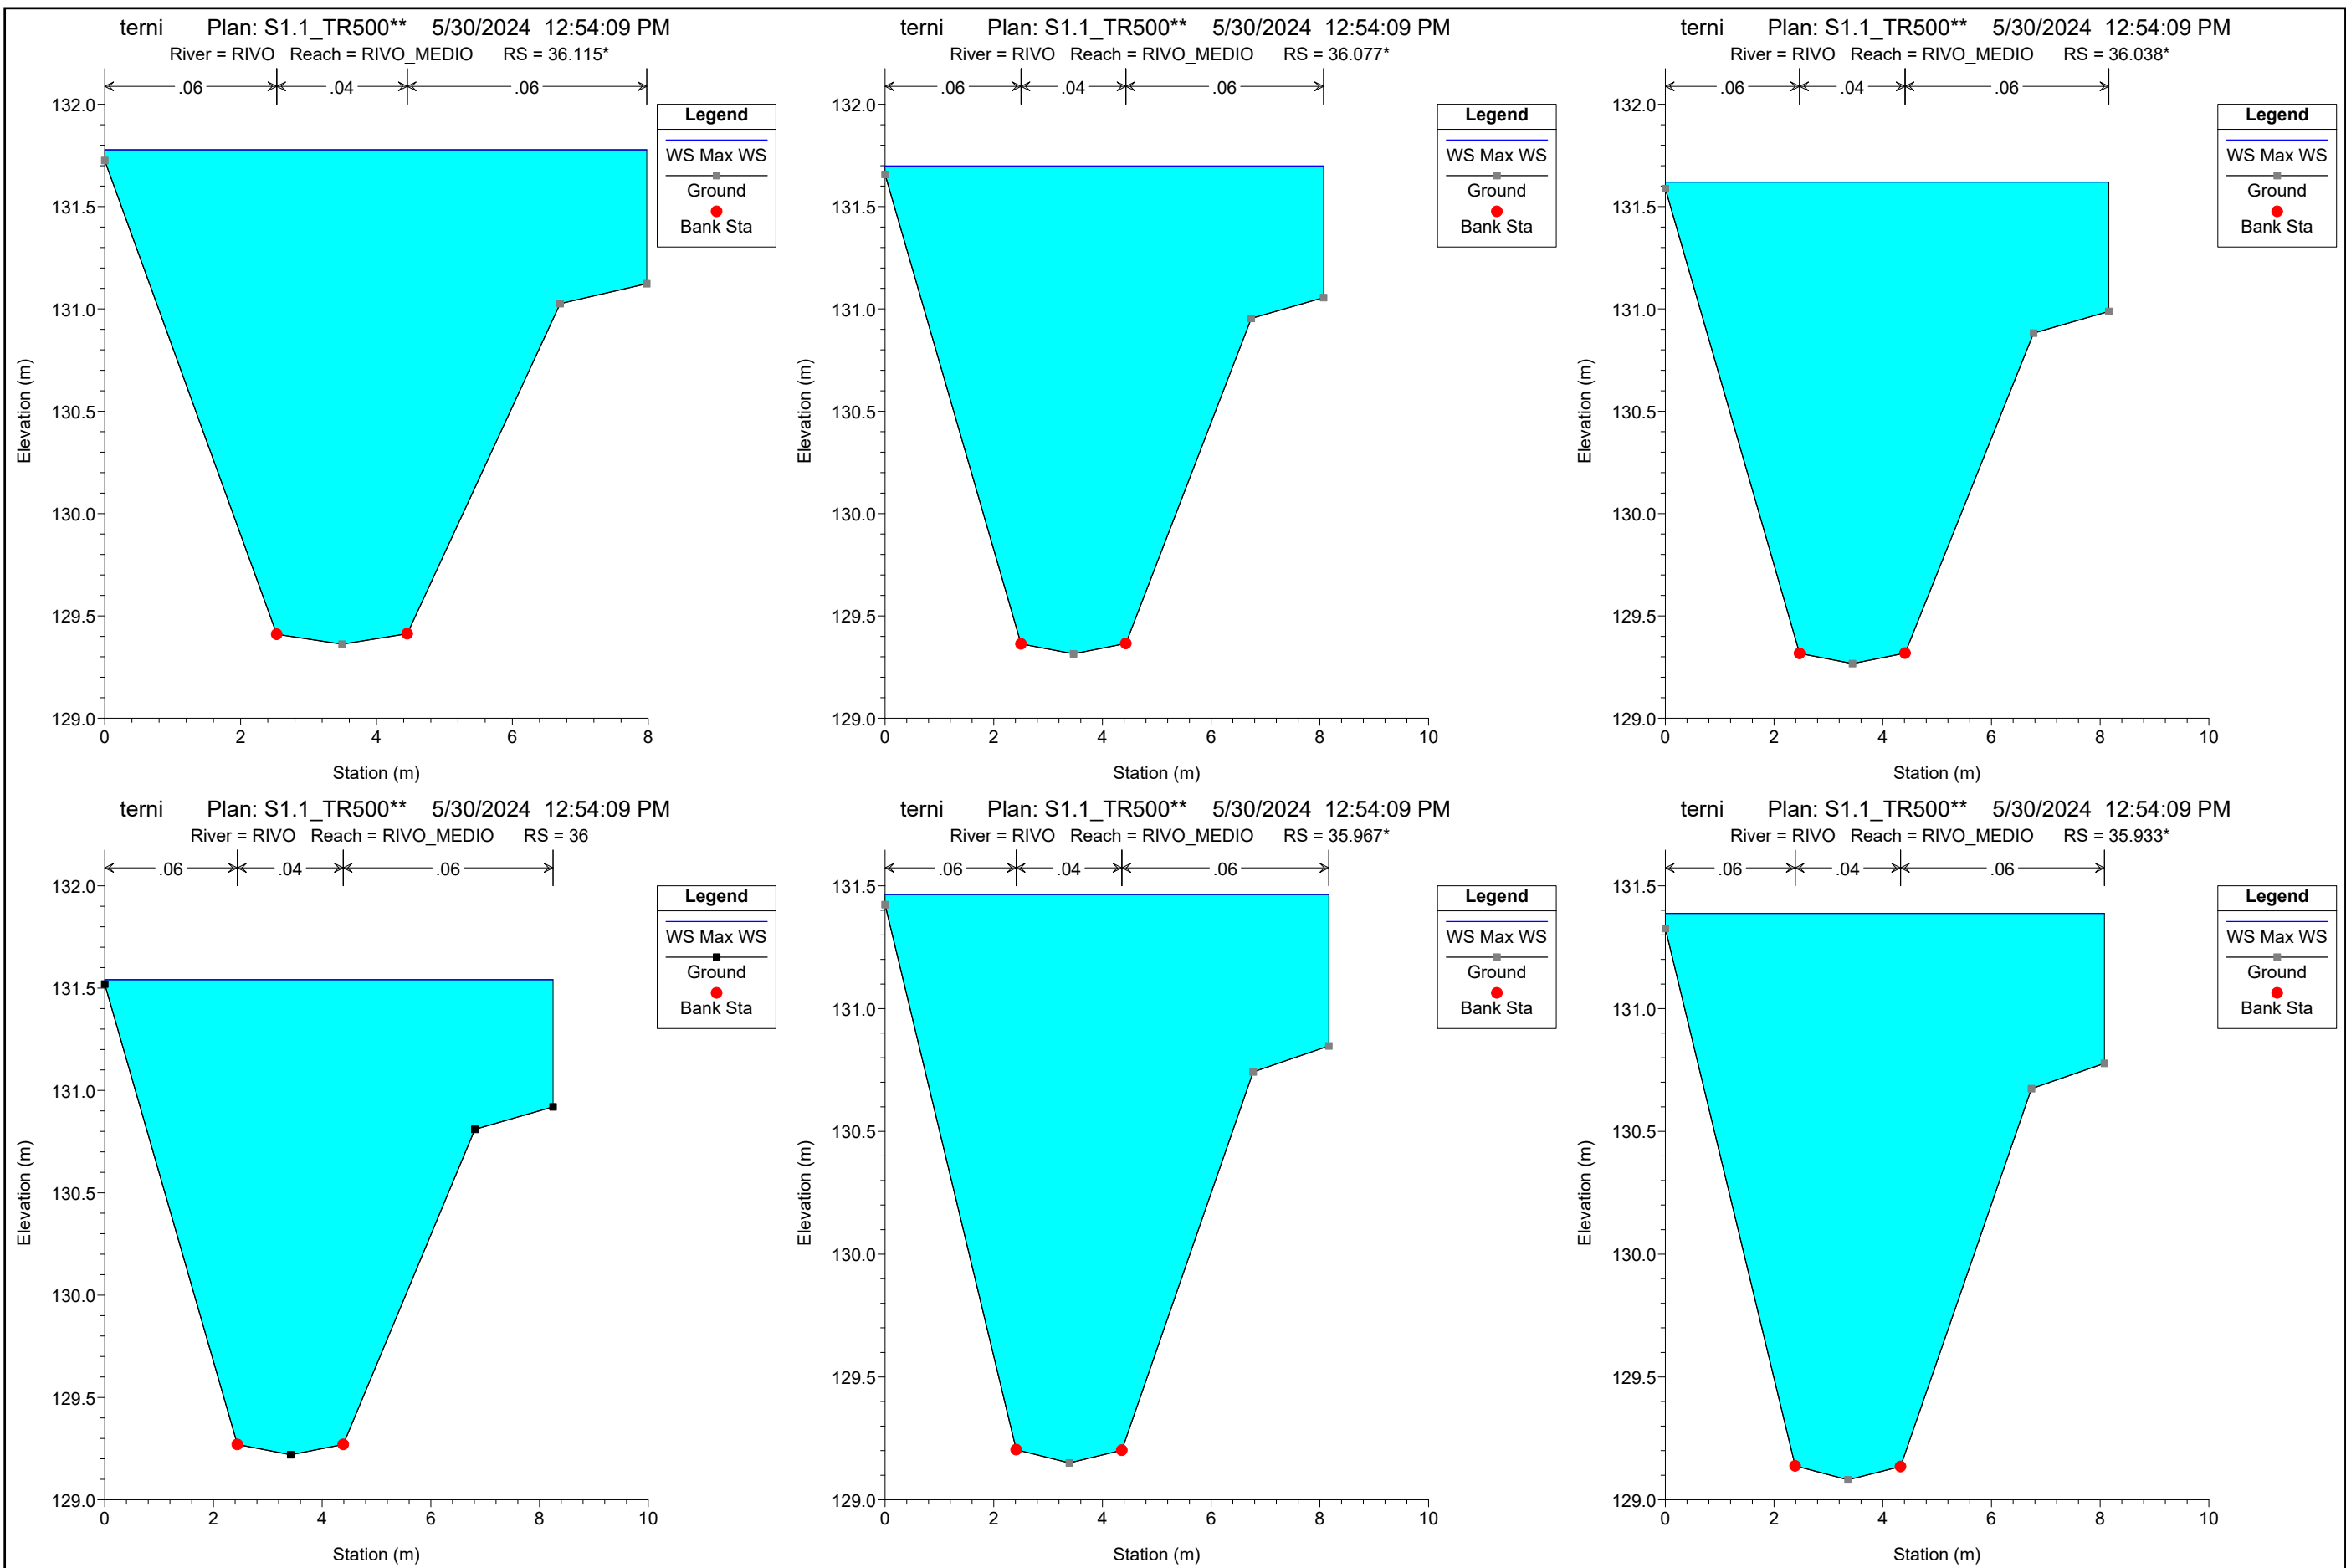 terni Plan: S1.1_TR500** 5/30/2024 12:54:09 PM
River = RIVO Reach = RIVO_MEDIO RS = 36.115*
.06 .04 .06
132.0
131.5
131.0
130.5
130.0
129.5
129.0
Elevation (m)
0 2 4 6 8
Station (m)
Legend
WS Max WS
Ground
Bank Sta
terni Plan: S1.1_TR500** 5/30/2024 12:54:09 PM
River = RIVO Reach = RIVO_MEDIO RS = 36.077*
.06 .04 .06
132.0
131.5
131.0
130.5
130.0
129.5
129.0
Elevation (m)
0 2 4 6 8 10
Station (m)
Legend
WS Max WS
Ground
Bank Sta
terni Plan: S1.1_TR500** 5/30/2024 12:54:09 PM
River = RIVO Reach = RIVO_MEDIO RS = 36.038*
.06 .04 .06
132.0
131.5
131.0
130.5
130.0
129.5
129.0
Elevation (m)
0 2 4 6 8 10
Station (m)
Legend
WS Max WS
Ground
Bank Sta
terni Plan: S1.1_TR500** 5/30/2024 12:54:09 PM
River = RIVO Reach = RIVO_MEDIO RS = 36
.06 .04 .06
132.0
131.5
131.0
130.5
130.0
129.5
129.0
Elevation (m)
0 2 4 6 8 10
Station (m)
Legend
WS Max WS
Ground
Bank Sta
terni Plan: S1.1_TR500** 5/30/2024 12:54:09 PM
River = RIVO Reach = RIVO_MEDIO RS = 35.967*
.06 .04 .06
131.5
131.0
130.5
130.0
129.5
129.0
Elevation (m)
0 2 4 6 8 10
Station (m)
Legend
WS Max WS
Ground
Bank Sta
terni Plan: S1.1_TR500** 5/30/2024 12:54:09 PM
River = RIVO Reach = RIVO_MEDIO RS = 35.933*
.06 .04 .06
131.5
131.0
130.5
130.0
129.5
129.0
Elevation (m)
0 2 4 6 8 10
Station (m)
Legend
WS Max WS
Ground
Bank Sta